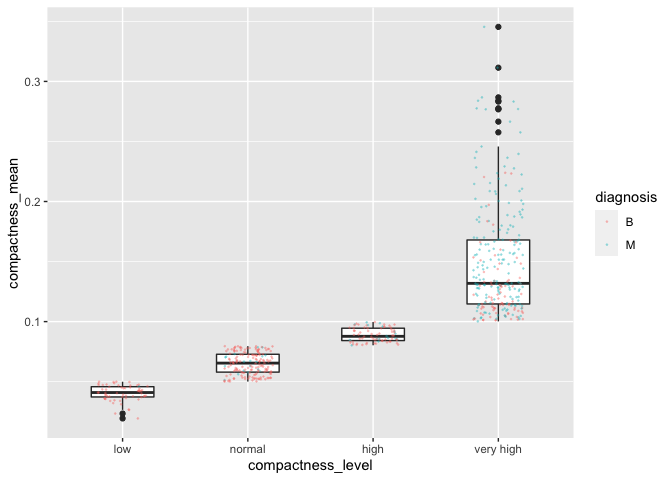 compactness_mean
0.3
0.2
0.1
low normal high very high
compactness_level
diagnosis
B
M